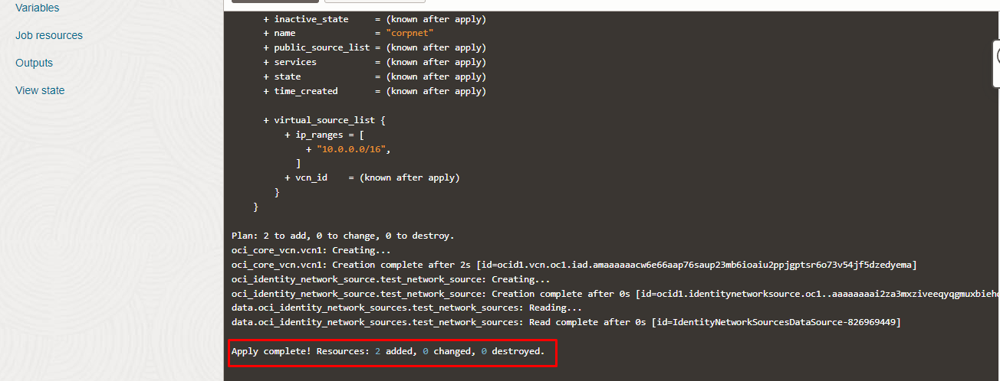 Variables
Job resources
Outputs
View state
+ inactive_state     = (known after apply)
+ name               = "corpnet"
+ public_source_list = (known after apply)
+ services           = (known after apply)
+ state              = (known after apply)
+ time_created       = (known after apply)
+ virtual_source_list {
+ ip_ranges = [
+ "10.0.0.0/16",
]
+ vcn_id    = (known after apply)
}
}
Plan: 2 to add, 0 to change, 0 to destroy.
oci_core_vcn.vcn1: Creating...
oci_core_vcn.vcn1: Creation complete after 2s [id=ocid1.vcn.oc1.iad.amaaaaaacw6e66aap76saup23mb6ioaiu2ppjgptsr6o73v54jf5dzedyema]
oci_identity_network_source.test_network_source: Creating...
oci_identity_network_source.test_network_source: Creation complete after 0s [id=ocid1.identitynetworksource.oc1..aaaaaaaai2za3mxziveeqyqgmuxbieho
data.oci_identity_network_sources.test_network_sources: Reading...
data.oci_identity_network_sources.test_network_sources: Read complete after 0s [id=IdentityNetworkSourcesDataSource-826969449]
Apply complete! Resources: 2 added, 0 changed, 0 destroyed.